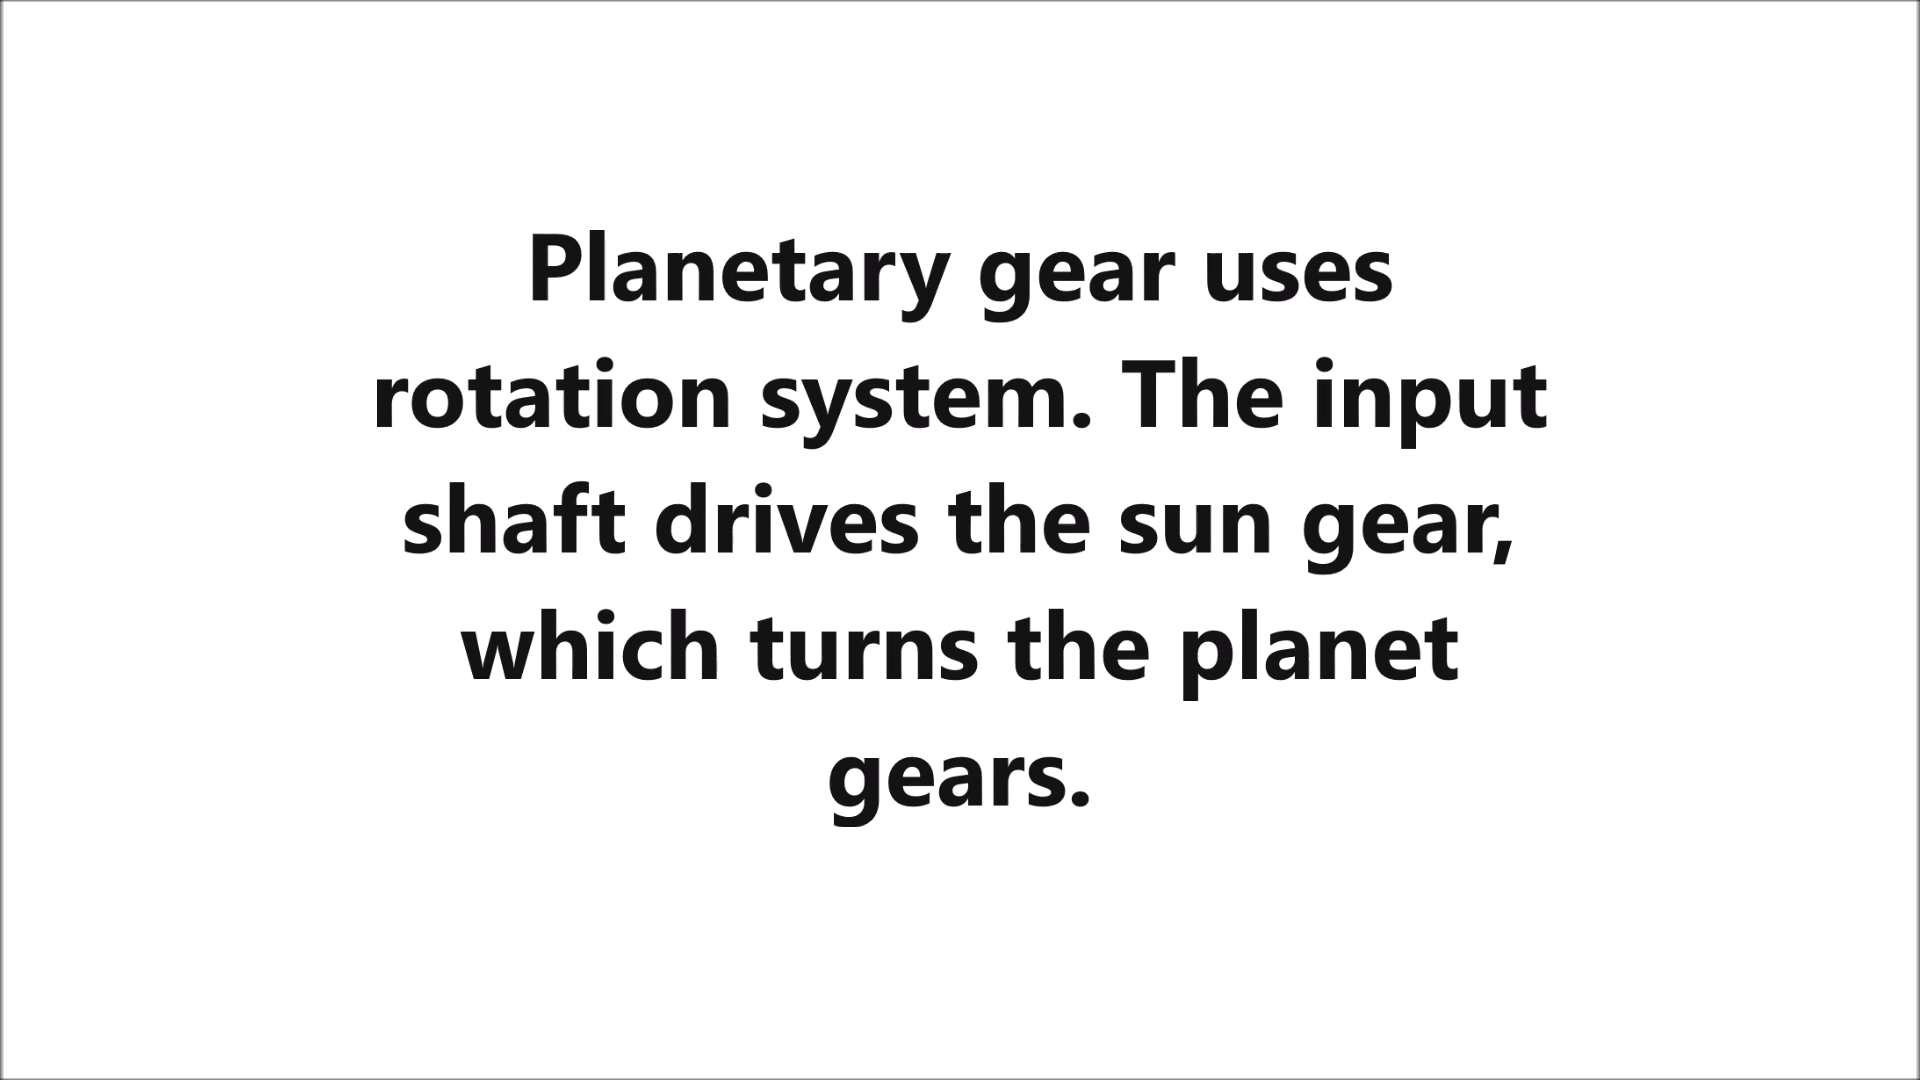 Planetary gear uses
rotation system. The input
shaft drives the sun gear,
which turns the planet
gears.